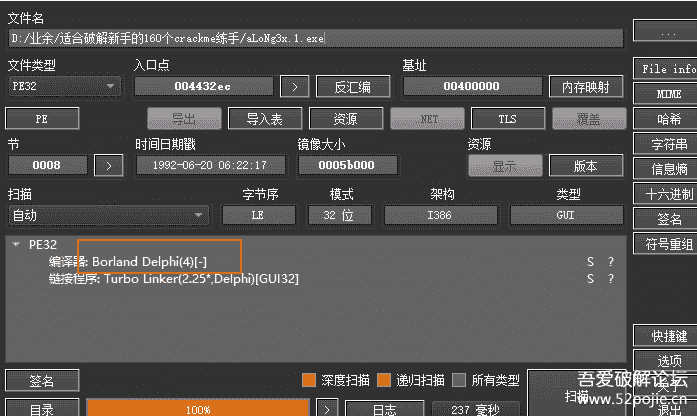 文件名
D:/业余/适合破解新手的160个crackme练手/aLoNg3x.1.exe
...
文件类型
入口点
基址
File info
PE32
004432ec
>
反汇编
00400000
内存映射
MIME
PE
导出
导入表
资源
NET
TLS
覆盖
哈希
节
时间日期戳
镜像大小
资源
字符串
0008
>
1992-06-20 06:22:17
0005b000
显示
版本
信息熵
扫描
字节序
模式
架构
类型
十六进制
自动
LE
32 位
I386
GUI
签名
PE32
符号重组
编译器: Borland Delphi(4)[-]
S ?
链接程序: Turbo Linker(2.25*,Delphi)[GUI32]
S ?
快捷键
选项
签名
深度扫描
递归扫描
所有类型
扫描
关于
吾爱破解论坛
www.52pojie.cn
目录
100%
>
日志
237 毫秒
退出